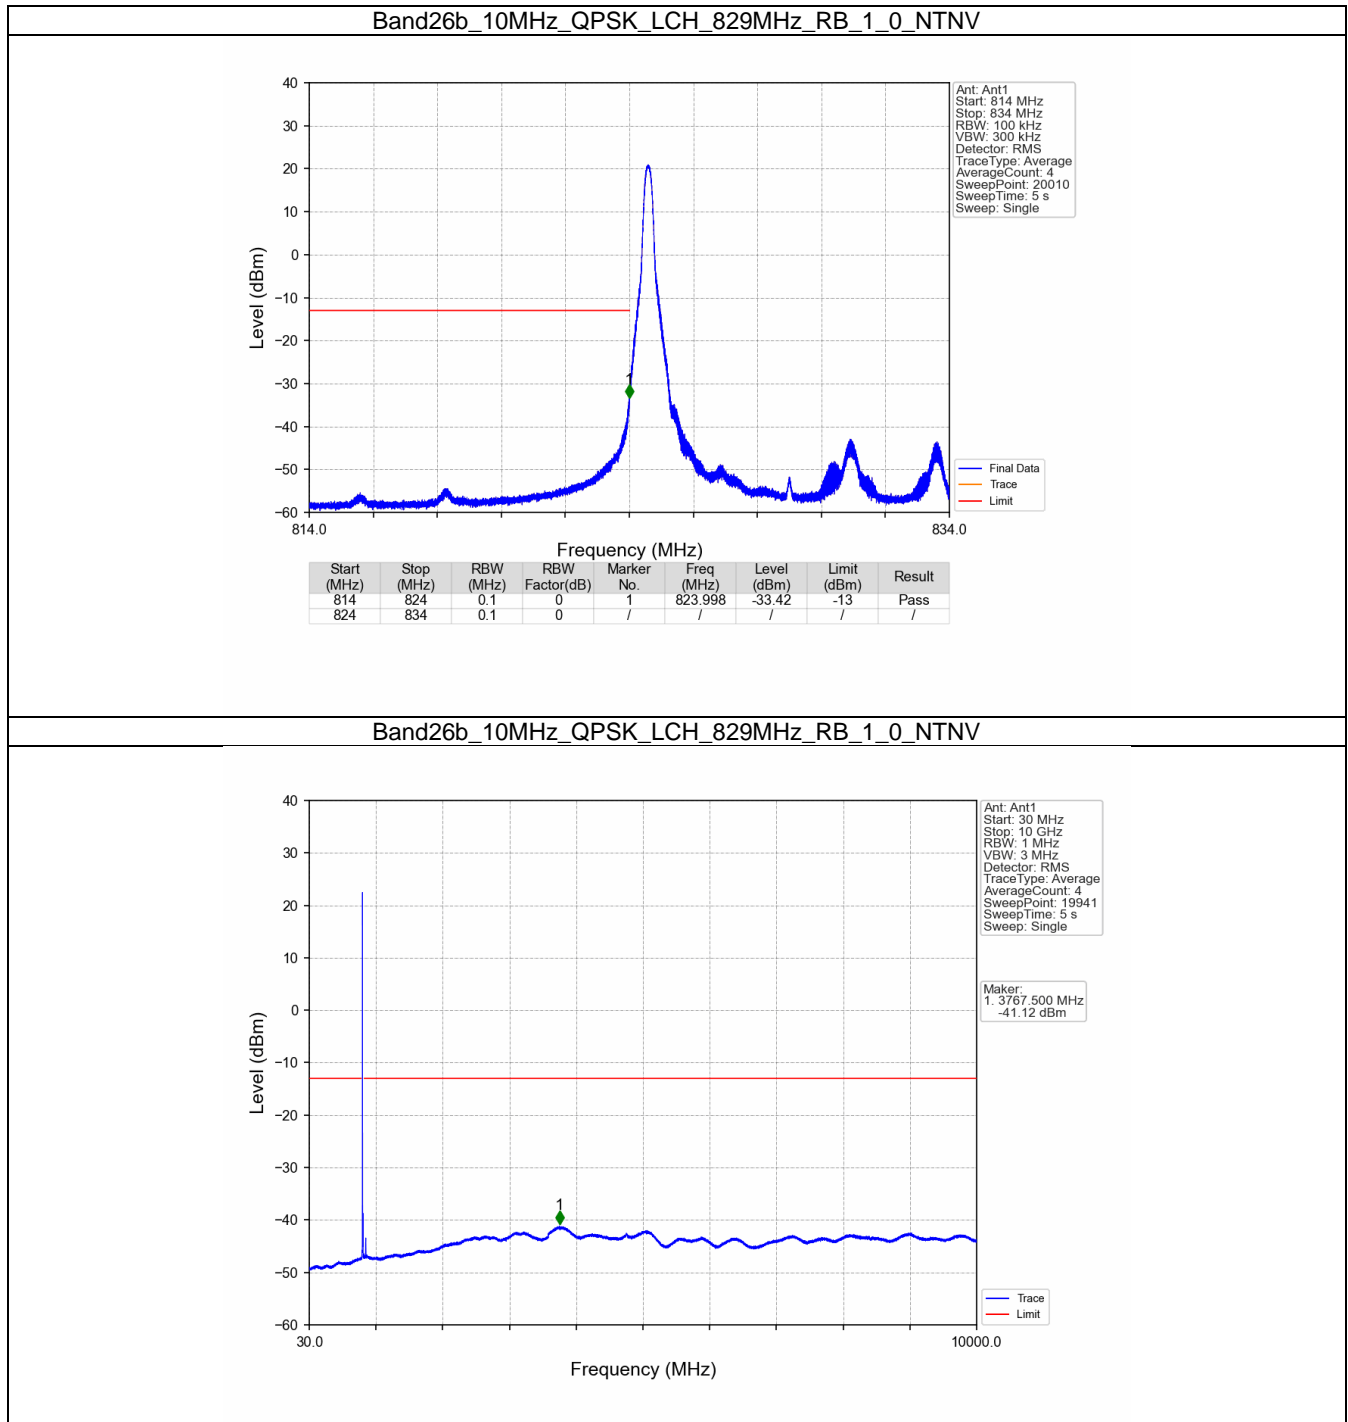 Band26b_10MHz_QPSK_LCH_829MHz_RB_1_0_NTNV
40
30
20
10
0
−10
−20
−30
−40
−50
−60
Level (dBm)
1
814.0
834.0
Frequency (MHz)
Ant: Ant1
Start: 814 MHz
Stop: 834 MHz
RBW: 100 kHz
VBW: 300 kHz
Detector: RMS
TraceType: Average
AverageCount: 4
SweepPoint: 20010
SweepTime: 5 s
Sweep: Single
Final Data
Trace
Limit
Start (MHz) Stop (MHz) RBW (MHz) RBW Factor(dB) Marker No. Freq (MHz) Level (dBm) Limit (dBm) Result
814 824 0.1 0 1 823.998 -33.42 -13 Pass
824 834 0.1 0 / / / / /
Band26b_10MHz_QPSK_LCH_829MHz_RB_1_0_NTNV
40
30
20
10
0
−10
−20
−30
−40
−50
−60
Level (dBm)
1
30.0
10000.0
Frequency (MHz)
Ant: Ant1
Start: 30 MHz
Stop: 10 GHz
RBW: 1 MHz
VBW: 3 MHz
Detector: RMS
TraceType: Average
AverageCount: 4
SweepPoint: 19941
SweepTime: 5 s
Sweep: Single
Maker:
1. 3767.500 MHz
-41.12 dBm
Trace
Limit